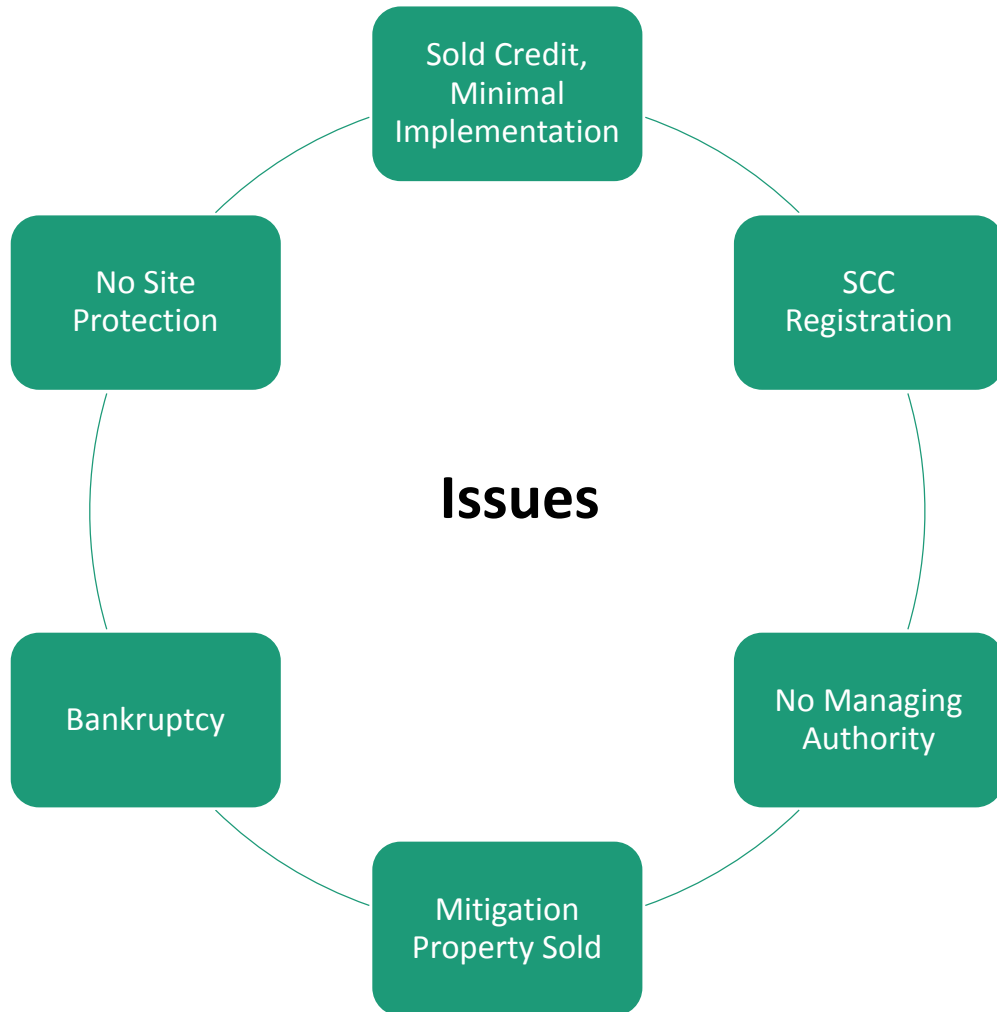 Sold Credit,
Minimal
Implementation
SCC
Registration
No Managing
Authority
Mitigation
Property Sold
Bankruptcy
No Site
Protection
Issues